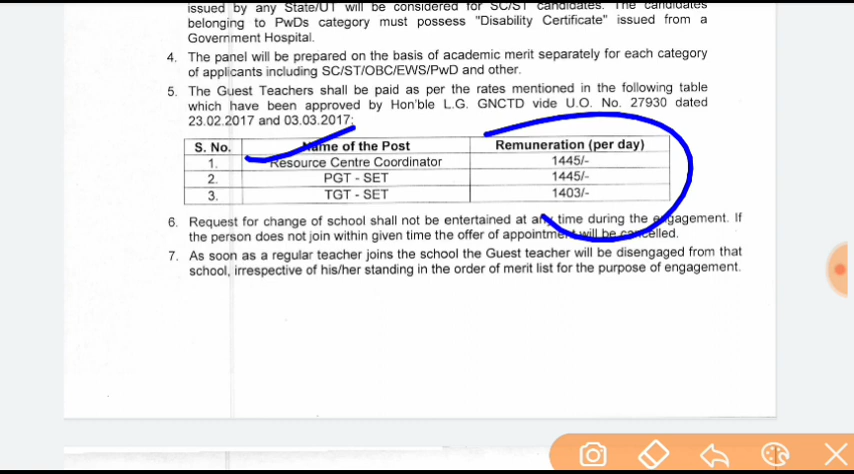 issued by any State/UT will be considered for SC/ST candidates. The candidates
belonging to PwDs category must possess "Disability Certificate" issued from a
Government Hospital.
4. The panel will be prepared on the basis of academic merit separately for each category
of applicants including SC/ST/OBC/EWS/PwD and other.
5. The Guest Teachers shall be paid as per the rates mentioned in the following table
which have been approved by Hon'ble L.G. GNCTD vide U.O. No. 27930 dated
23.02.2017 and 03.03.2017:
S. No. Name of the Post Remuneration (per day)
1. Resource Centre Coordinator 1445/-
2. PGT - SET 1445/-
3. TGT - SET 1403/-
6. Request for change of school shall not be entertained at any time during the engagement. If
the person does not join within given time the offer of appointment will be cancelled.
7. As soon as a regular teacher joins the school the Guest teacher will be disengaged from that
school, irrespective of his/her standing in the order of merit list for the purpose of engagement.